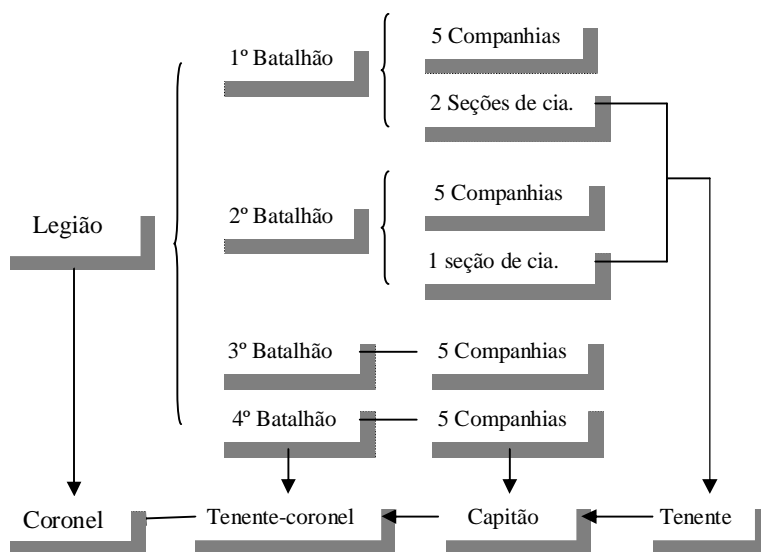 5 Companhias
1º Batalhão
2 Seções de cia.
5 Companhias
2º Batalhão
Legião
1 seção de cia.
3º Batalhão
5 Companhias
4º Batalhão
5 Companhias
Coronel
Tenente-coronel
Capitão
Tenente